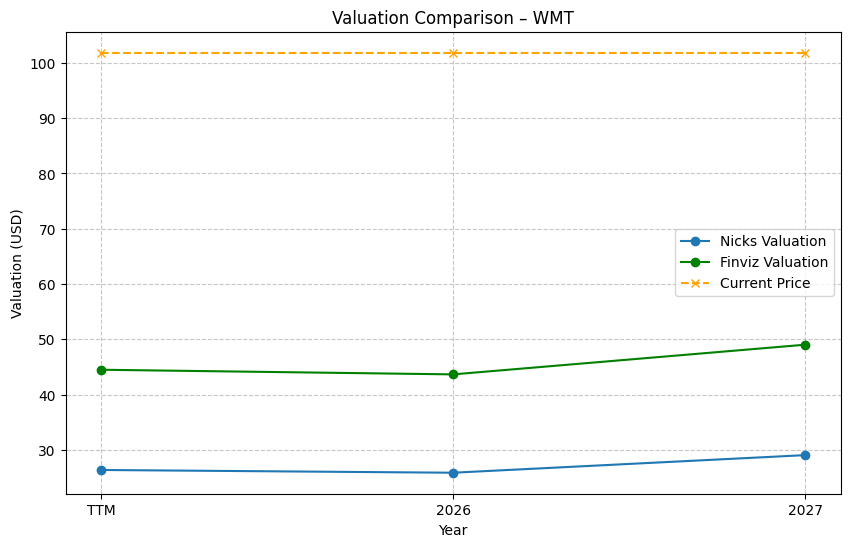 Valuation Comparison – WMT
Valuation (USD)
100
90
80
70
60
50
40
30
Nicks Valuation
Finviz Valuation
Current Price
TTM
2026
2027
Year